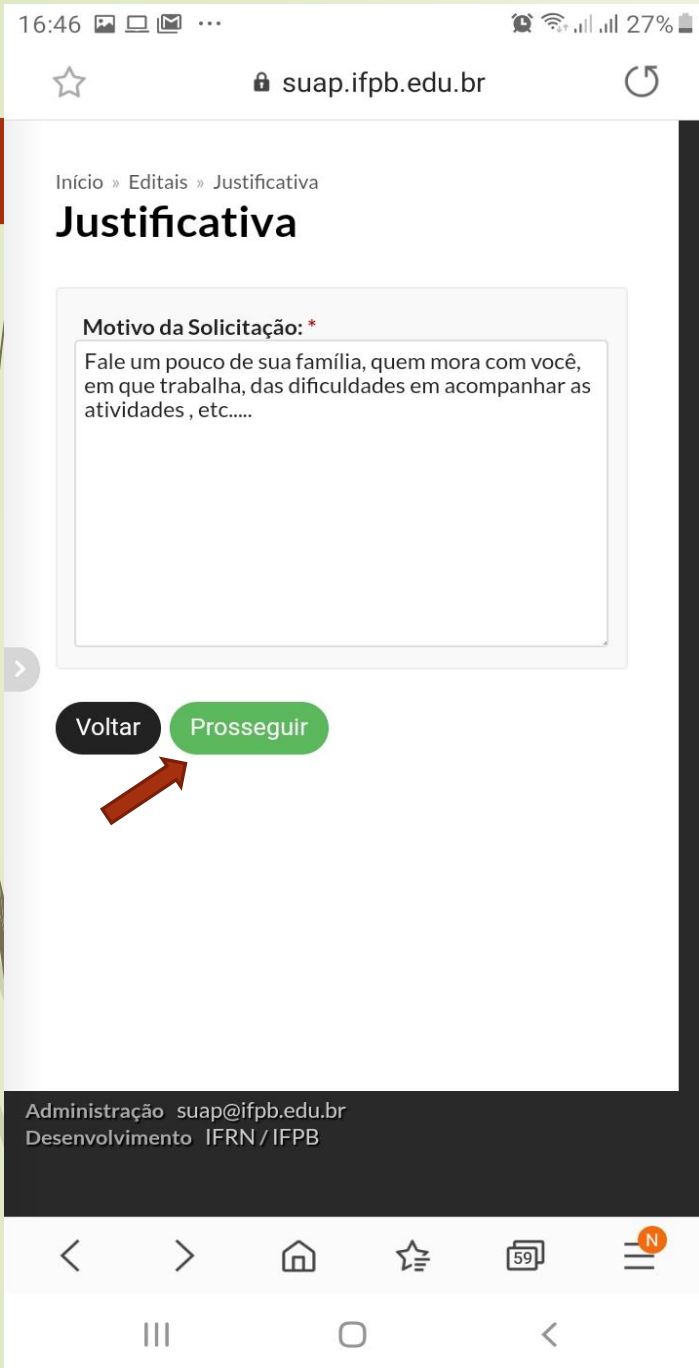 16:46 ... 27%
suap.ifpb.edu.br
Início » Editais » Justificativa
Justificativa
Motivo da Solicitação: *
Fale um pouco de sua família, quem mora com você,
em que trabalha, das dificuldades em acompanhar as
atividades , etc.....
Voltar Prosseguir
Administração suap@ifpb.edu.br
Desenvolvimento IFRN / IFPB
59 N